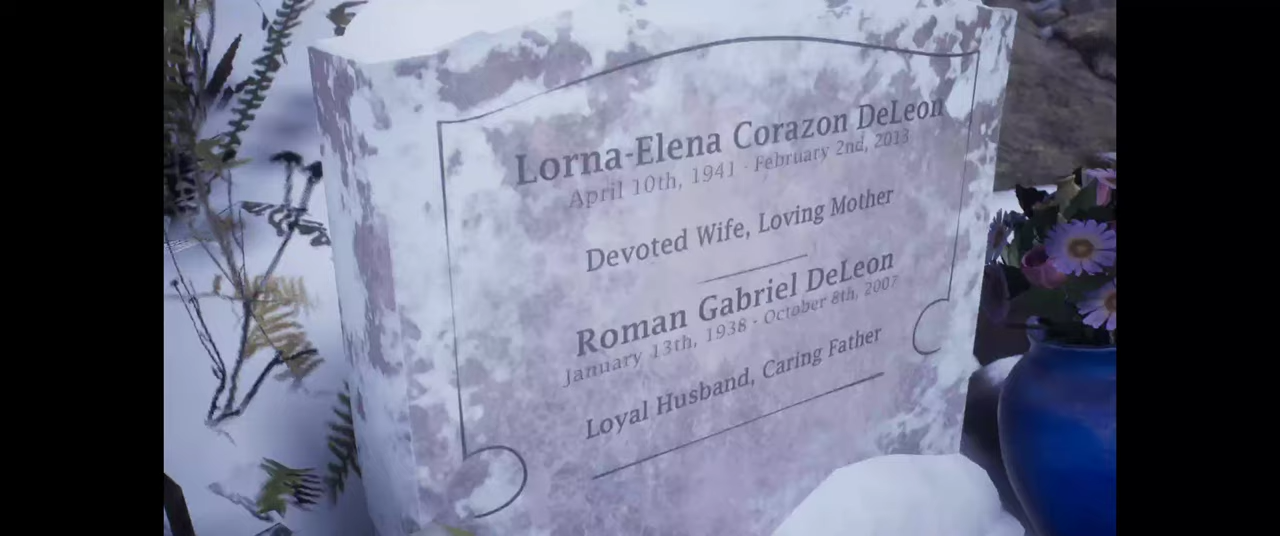 Lorna-Elena Corazon DeLeon
April 10th, 1941 · February 2nd, 2013
Devoted Wife, Loving Mother
Roman Gabriel DeLeon
January 13th, 1938 · October 8th, 2007
Loyal Husband, Caring Father